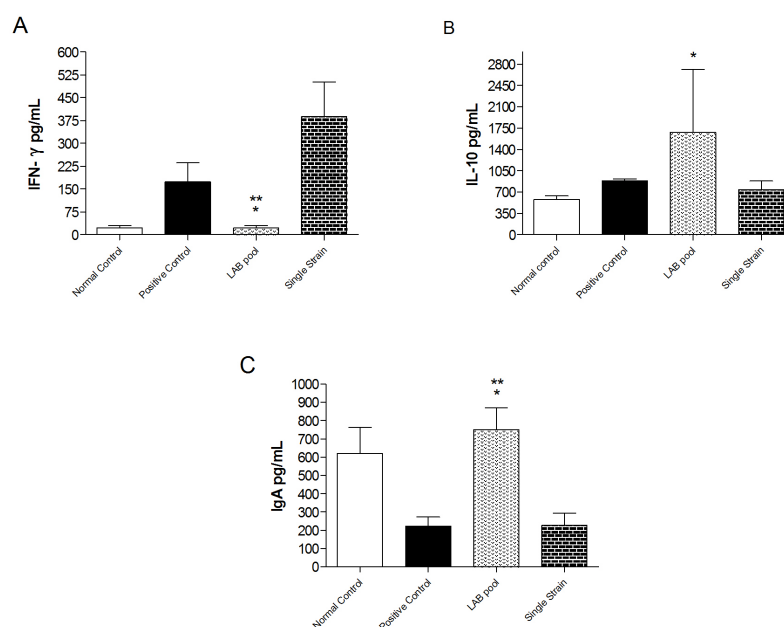 A
IFN- γ pg/mL
600
525
450
375
300
225
150
75
0
**
*
Normal Control
Positive Control
LAB pool
Single Strain
B
IL-10 pg/mL
2800
2450
2100
1750
1400
1050
700
350
0
*
Normal control
Positive Control
LAB pool
Single Strain
C
IgA pg/mL
1000
900
800
700
600
500
400
300
200
100
0
**
*
Normal Control
Positive Control
LAB pool
Single Strain